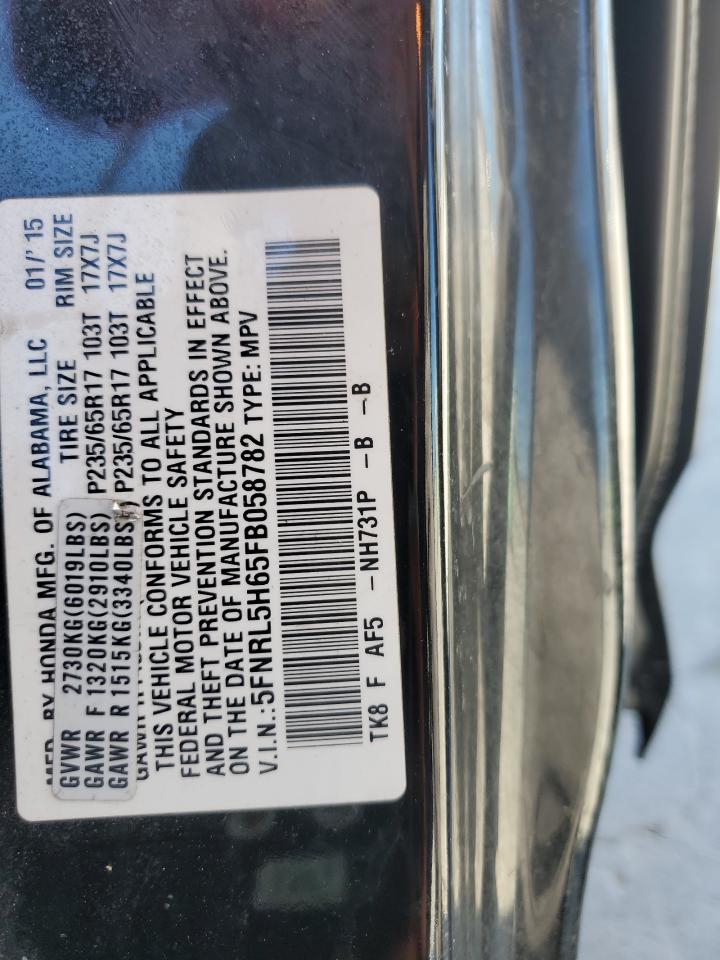 MFD. BY HONDA MFG. OF ALABAMA, LLC 01/'15
GVWR 2730KG(6019LBS) TIRE SIZE RIM SIZE
GAWR F 1320KG(2910LBS) P235/65R17 103T 17X7J
GAWR R 1515KG(3340LBS) P235/65R17 103T 17X7J
THIS VEHICLE CONFORMS TO ALL APPLICABLE
FEDERAL MOTOR VEHICLE SAFETY
AND THEFT PREVENTION STANDARDS IN EFFECT
ON THE DATE OF MANUFACTURE SHOWN ABOVE.
V.I.N.:5FNRL5H65FB058782 TYPE: MPV
TK8 F AF5 -NH731P -B -B